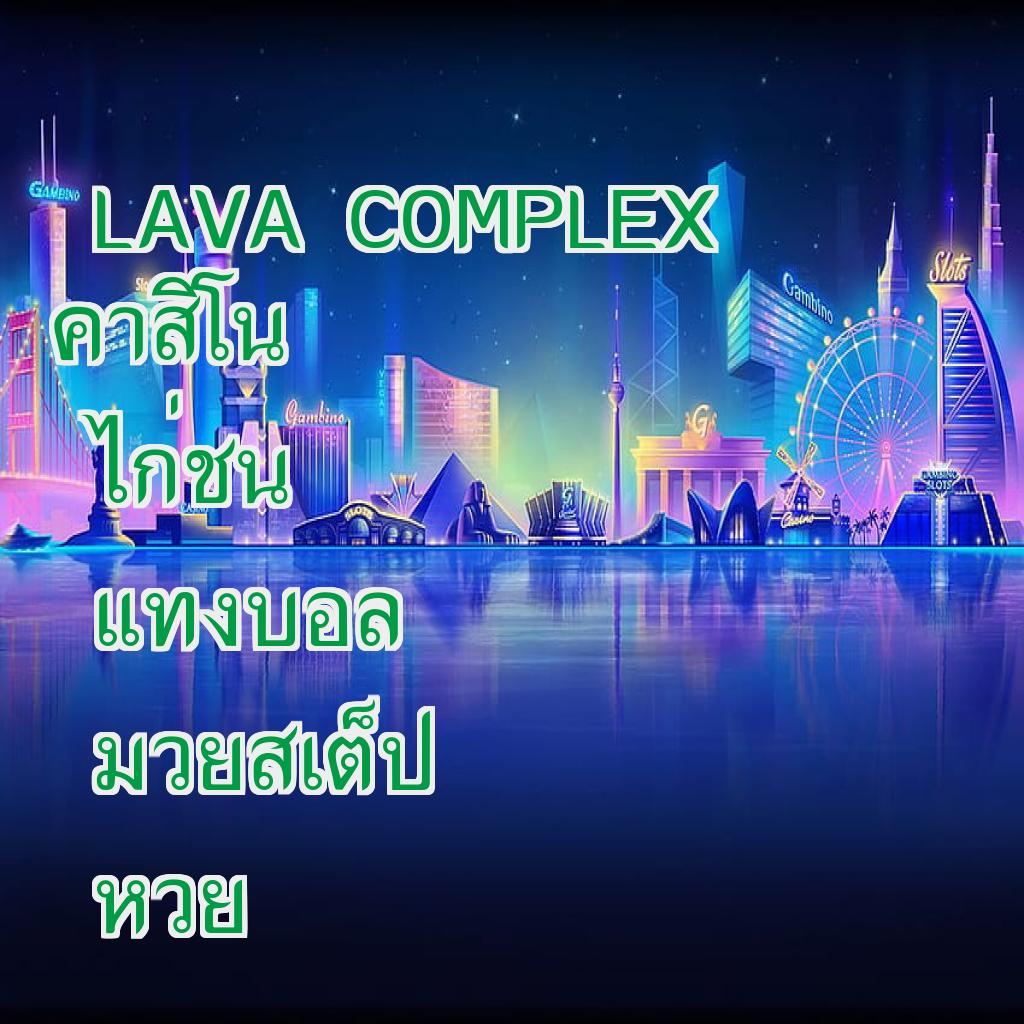 LAVA COMPLEX
คาสิโน
ไก่ชน
แทงบอล
มวยสเต็ป
หวย
GAMBINO
Slots
Gambino
Gambino
VEGAS
G
SLOTS
Casino
GAMBINO
SLOTS